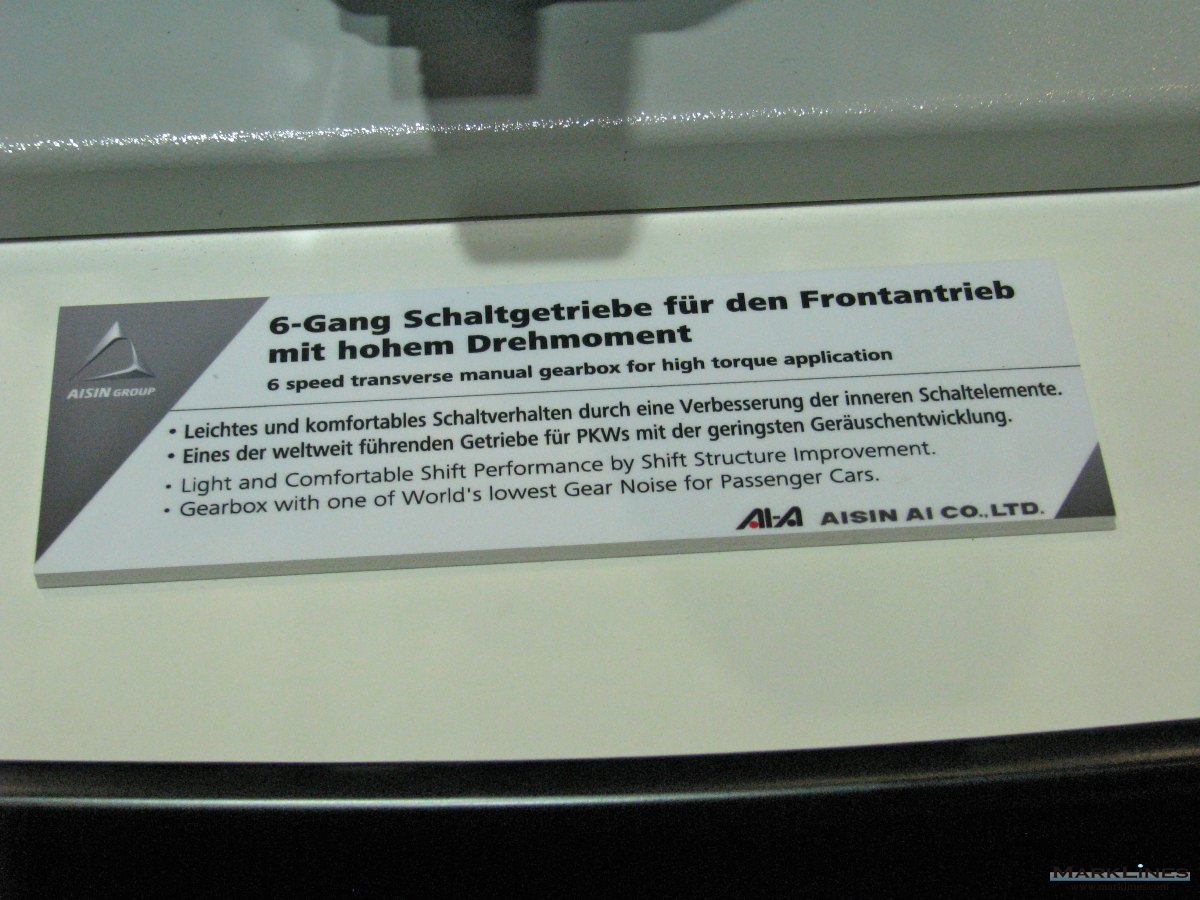 AISIN GROUP
6-Gang Schaltgetriebe für den Frontantrieb
mit hohem Drehmoment
6 speed transverse manual gearbox for high torque application
• Leichtes und komfortables Schaltverhalten durch eine Verbesserung der inneren Schaltelemente.
• Eines der weltweit führenden Getriebe für PKWs mit der geringsten Geräuschentwicklung.
• Light and Comfortable Shift Performance by Shift Structure Improvement.
• Gearbox with one of World's lowest Gear Noise for Passenger Cars.
AI-A AISIN AI CO.,LTD.
MARKLINES
www.marklines.com